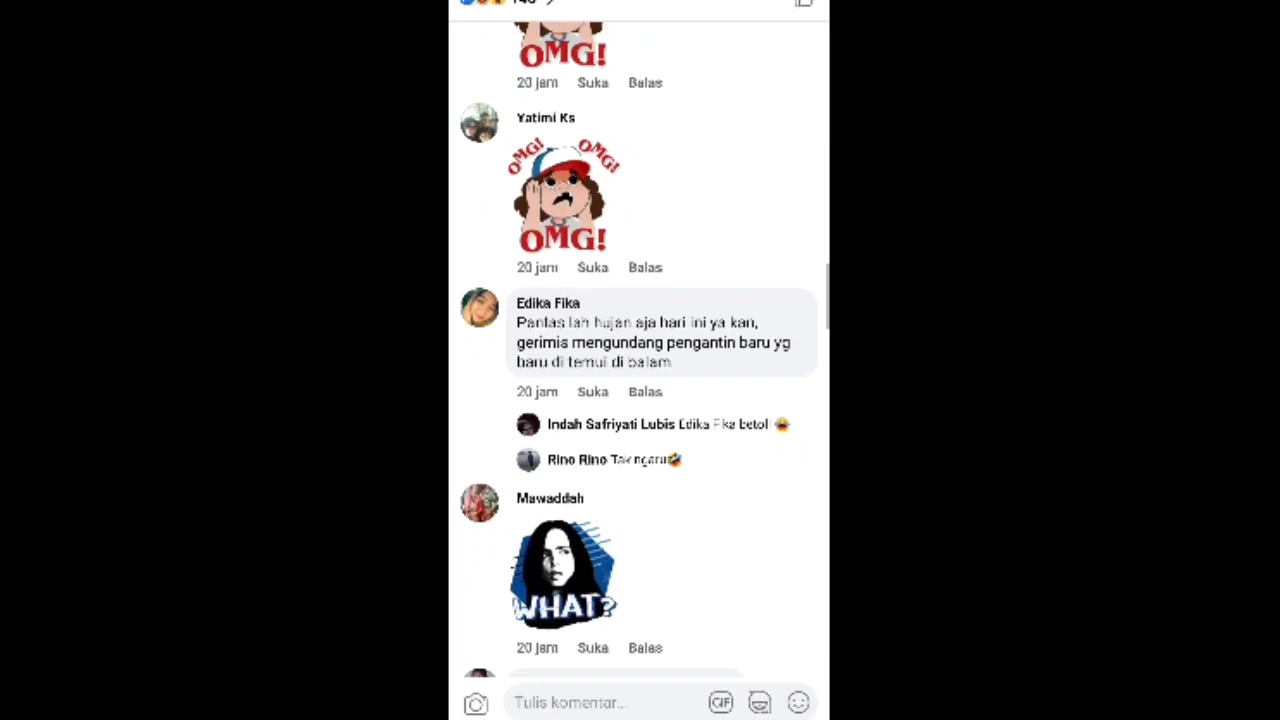 OMG!
20 jam Suka Balas
Yatimi Ks
OMG! OMG!
OMG!
20 jam Suka Balas
Edika Fika
Pantas lah hujan aja hari ini ya kan,
gerimis mengundang pengantin baru yg
baru di temui di balam
20 jam Suka Balas
Indah Safriyati Lubis Edika Fika betol 😂
Rino Rino Tak ngaru🤣
Mawaddah
WHAT?
20 jam Suka Balas
Tulis komentar... GIF